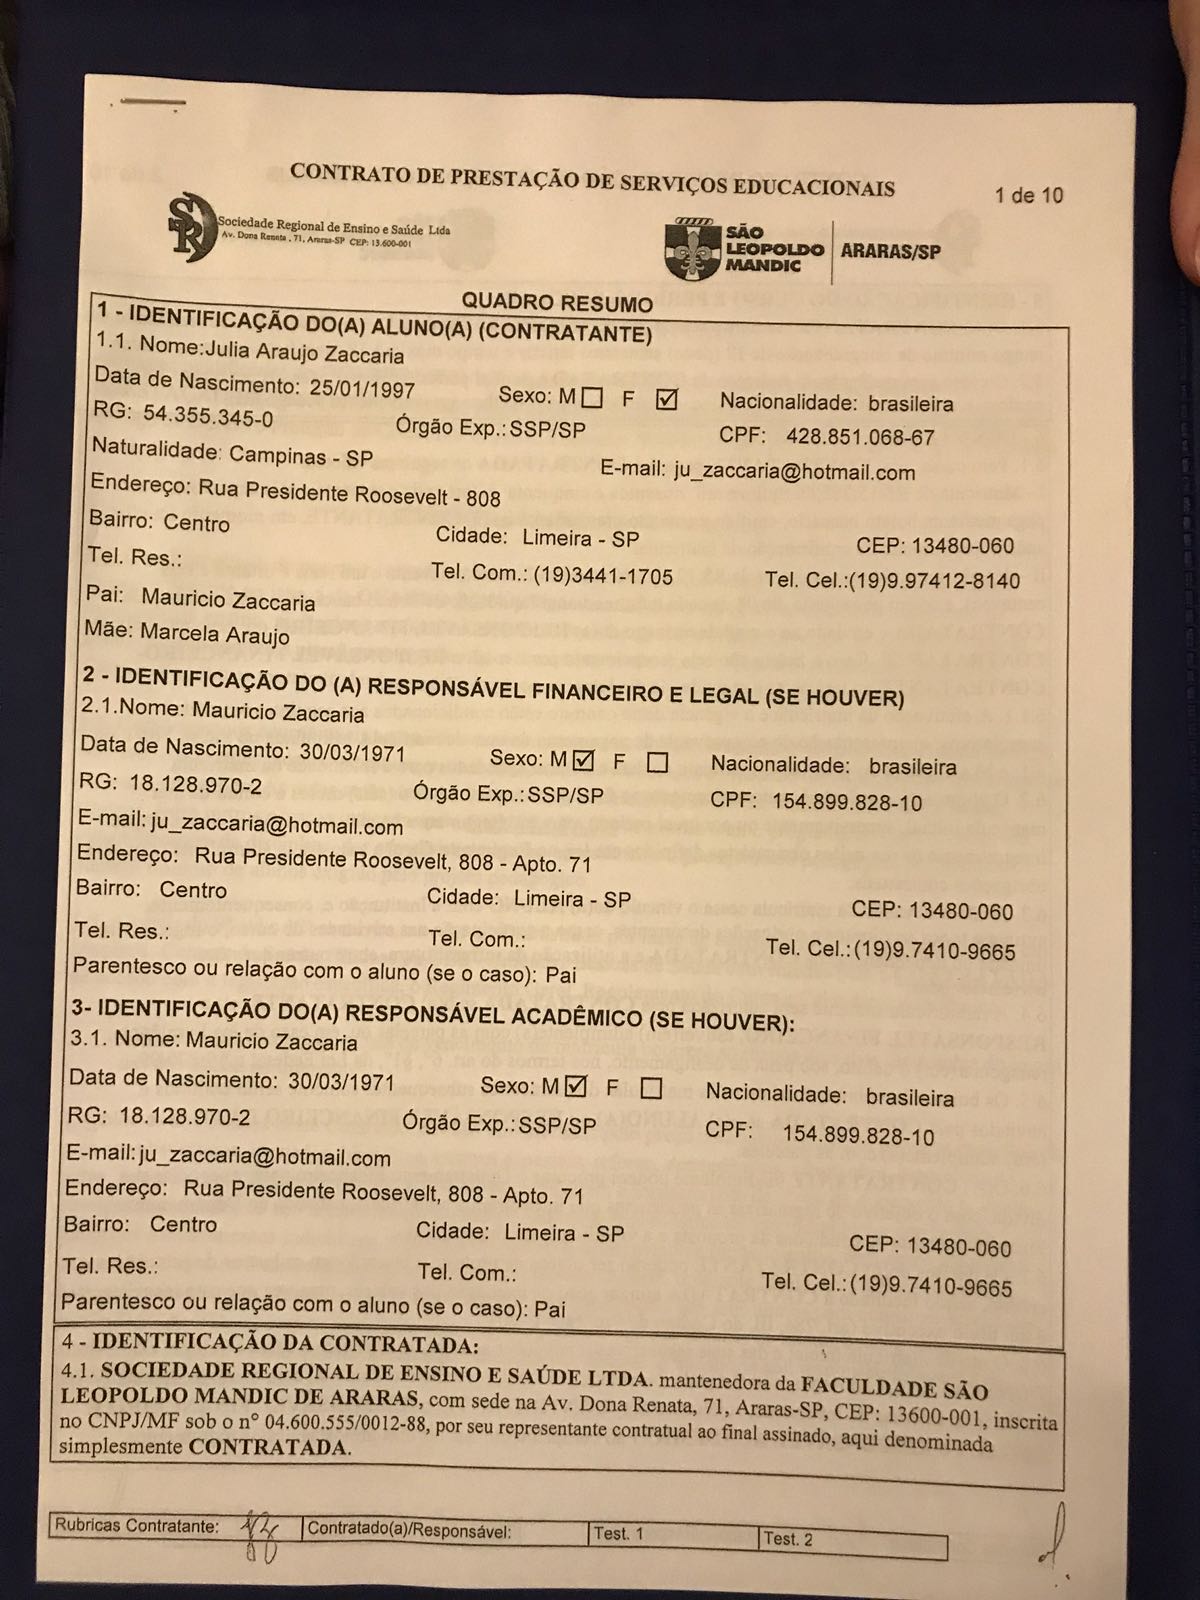 CONTRATO DE PRESTAÇÃO DE SERVIÇOS EDUCACIONAIS
1 de 10
SR
Sociedade Regional de Ensino e Saúde Ltda
Av. Dona Renata , 71, Araras-SP CEP: 13.600-001
SÃO
LEOPOLDO
MANDIC
ARARAS/SP
QUADRO RESUMO
1 - IDENTIFICAÇÃO DO(A) ALUNO(A) (CONTRATANTE)
1.1. Nome:Julia Araujo Zaccaria
Data de Nascimento: 25/01/1997 Sexo: M F Nacionalidade: brasileira
RG: 54.355.345-0 Órgão Exp.:SSP/SP CPF: 428.851.068-67
Naturalidade: Campinas - SP E-mail: ju_zaccaria@hotmail.com
Endereço: Rua Presidente Roosevelt - 808
Bairro: Centro Cidade: Limeira - SP CEP: 13480-060
Tel. Res.: Tel. Com.: (19)3441-1705 Tel. Cel.:(19)9.97412-8140
Pai: Mauricio Zaccaria
Mãe: Marcela Araujo
2 - IDENTIFICAÇÃO DO (A) RESPONSÁVEL FINANCEIRO E LEGAL (SE HOUVER)
2.1.Nome: Mauricio Zaccaria
Data de Nascimento: 30/03/1971 Sexo: M F Nacionalidade: brasileira
RG: 18.128.970-2 Órgão Exp.:SSP/SP CPF: 154.899.828-10
E-mail: ju_zaccaria@hotmail.com
Endereço: Rua Presidente Roosevelt, 808 - Apto. 71
Bairro: Centro Cidade: Limeira - SP CEP: 13480-060
Tel. Res.: Tel. Com.: Tel. Cel.:(19)9.7410-9665
Parentesco ou relação com o aluno (se o caso): Pai
3- IDENTIFICAÇÃO DO(A) RESPONSÁVEL ACADÊMICO (SE HOUVER):
3.1. Nome: Mauricio Zaccaria
Data de Nascimento: 30/03/1971 Sexo: M F Nacionalidade: brasileira
RG: 18.128.970-2 Órgão Exp.:SSP/SP CPF: 154.899.828-10
E-mail:ju_zaccaria@hotmail.com
Endereço: Rua Presidente Roosevelt, 808 - Apto. 71
Bairro: Centro Cidade: Limeira - SP CEP: 13480-060
Tel. Res.: Tel. Com.: Tel. Cel.:(19)9.7410-9665
Parentesco ou relação com o aluno (se o caso): Pai
4 - IDENTIFICAÇÃO DA CONTRATADA:
4.1. SOCIEDADE REGIONAL DE ENSINO E SAÚDE LTDA. mantenedora da FACULDADE SÃO
LEOPOLDO MANDIC DE ARARAS, com sede na Av. Dona Renata, 71, Araras-SP, CEP: 13600-001, inscrita
no CNPJ/MF sob o nº 04.600.555/0012-88, por seu representante contratual ao final assinado, aqui denominada
simplesmente CONTRATADA.
Rubricas Contratante: Contratado(a)/Responsável: Test. 1 Test. 2